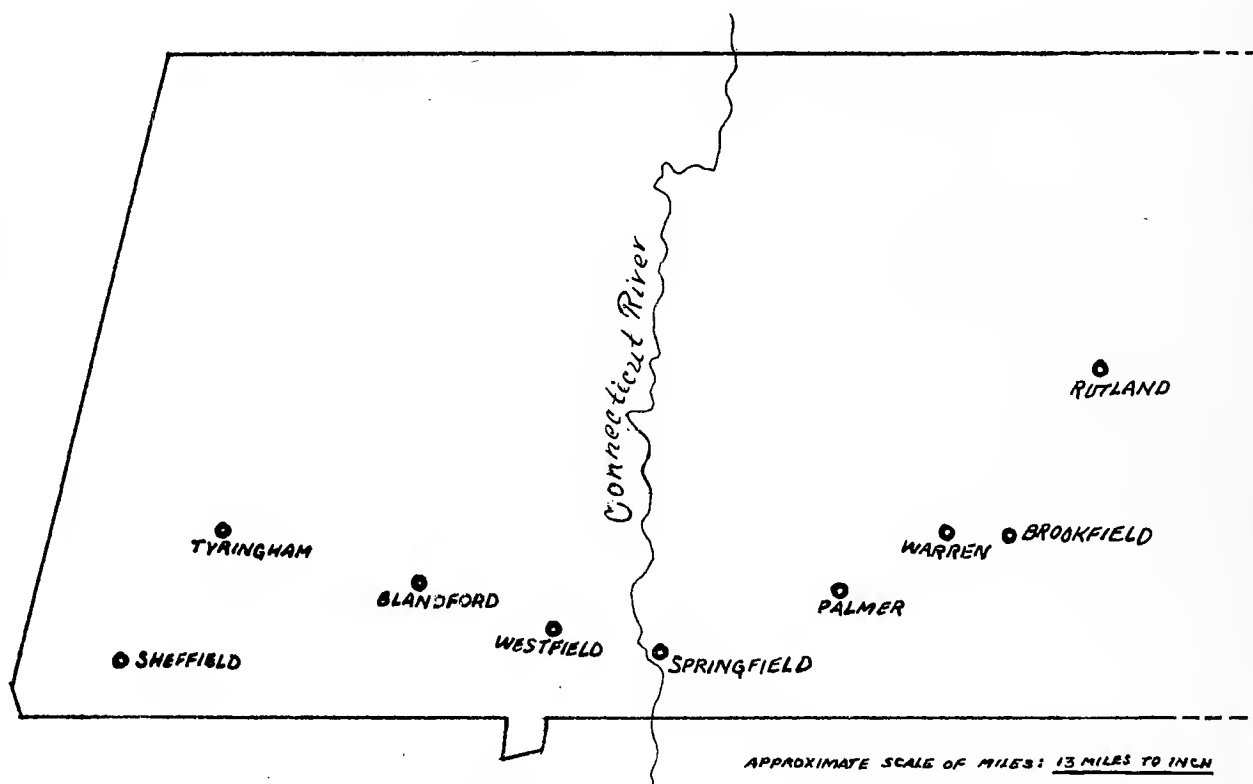 Connecticut River
RUTLAND
TYRINGHAM
WARREN
BROOKFIELD
BLANDFORD
PALMER
WESTFIELD
SHEFFIELD
SPRINGFIELD
APPROXIMATE SCALE OF MILES: 13 MILES TO INCH